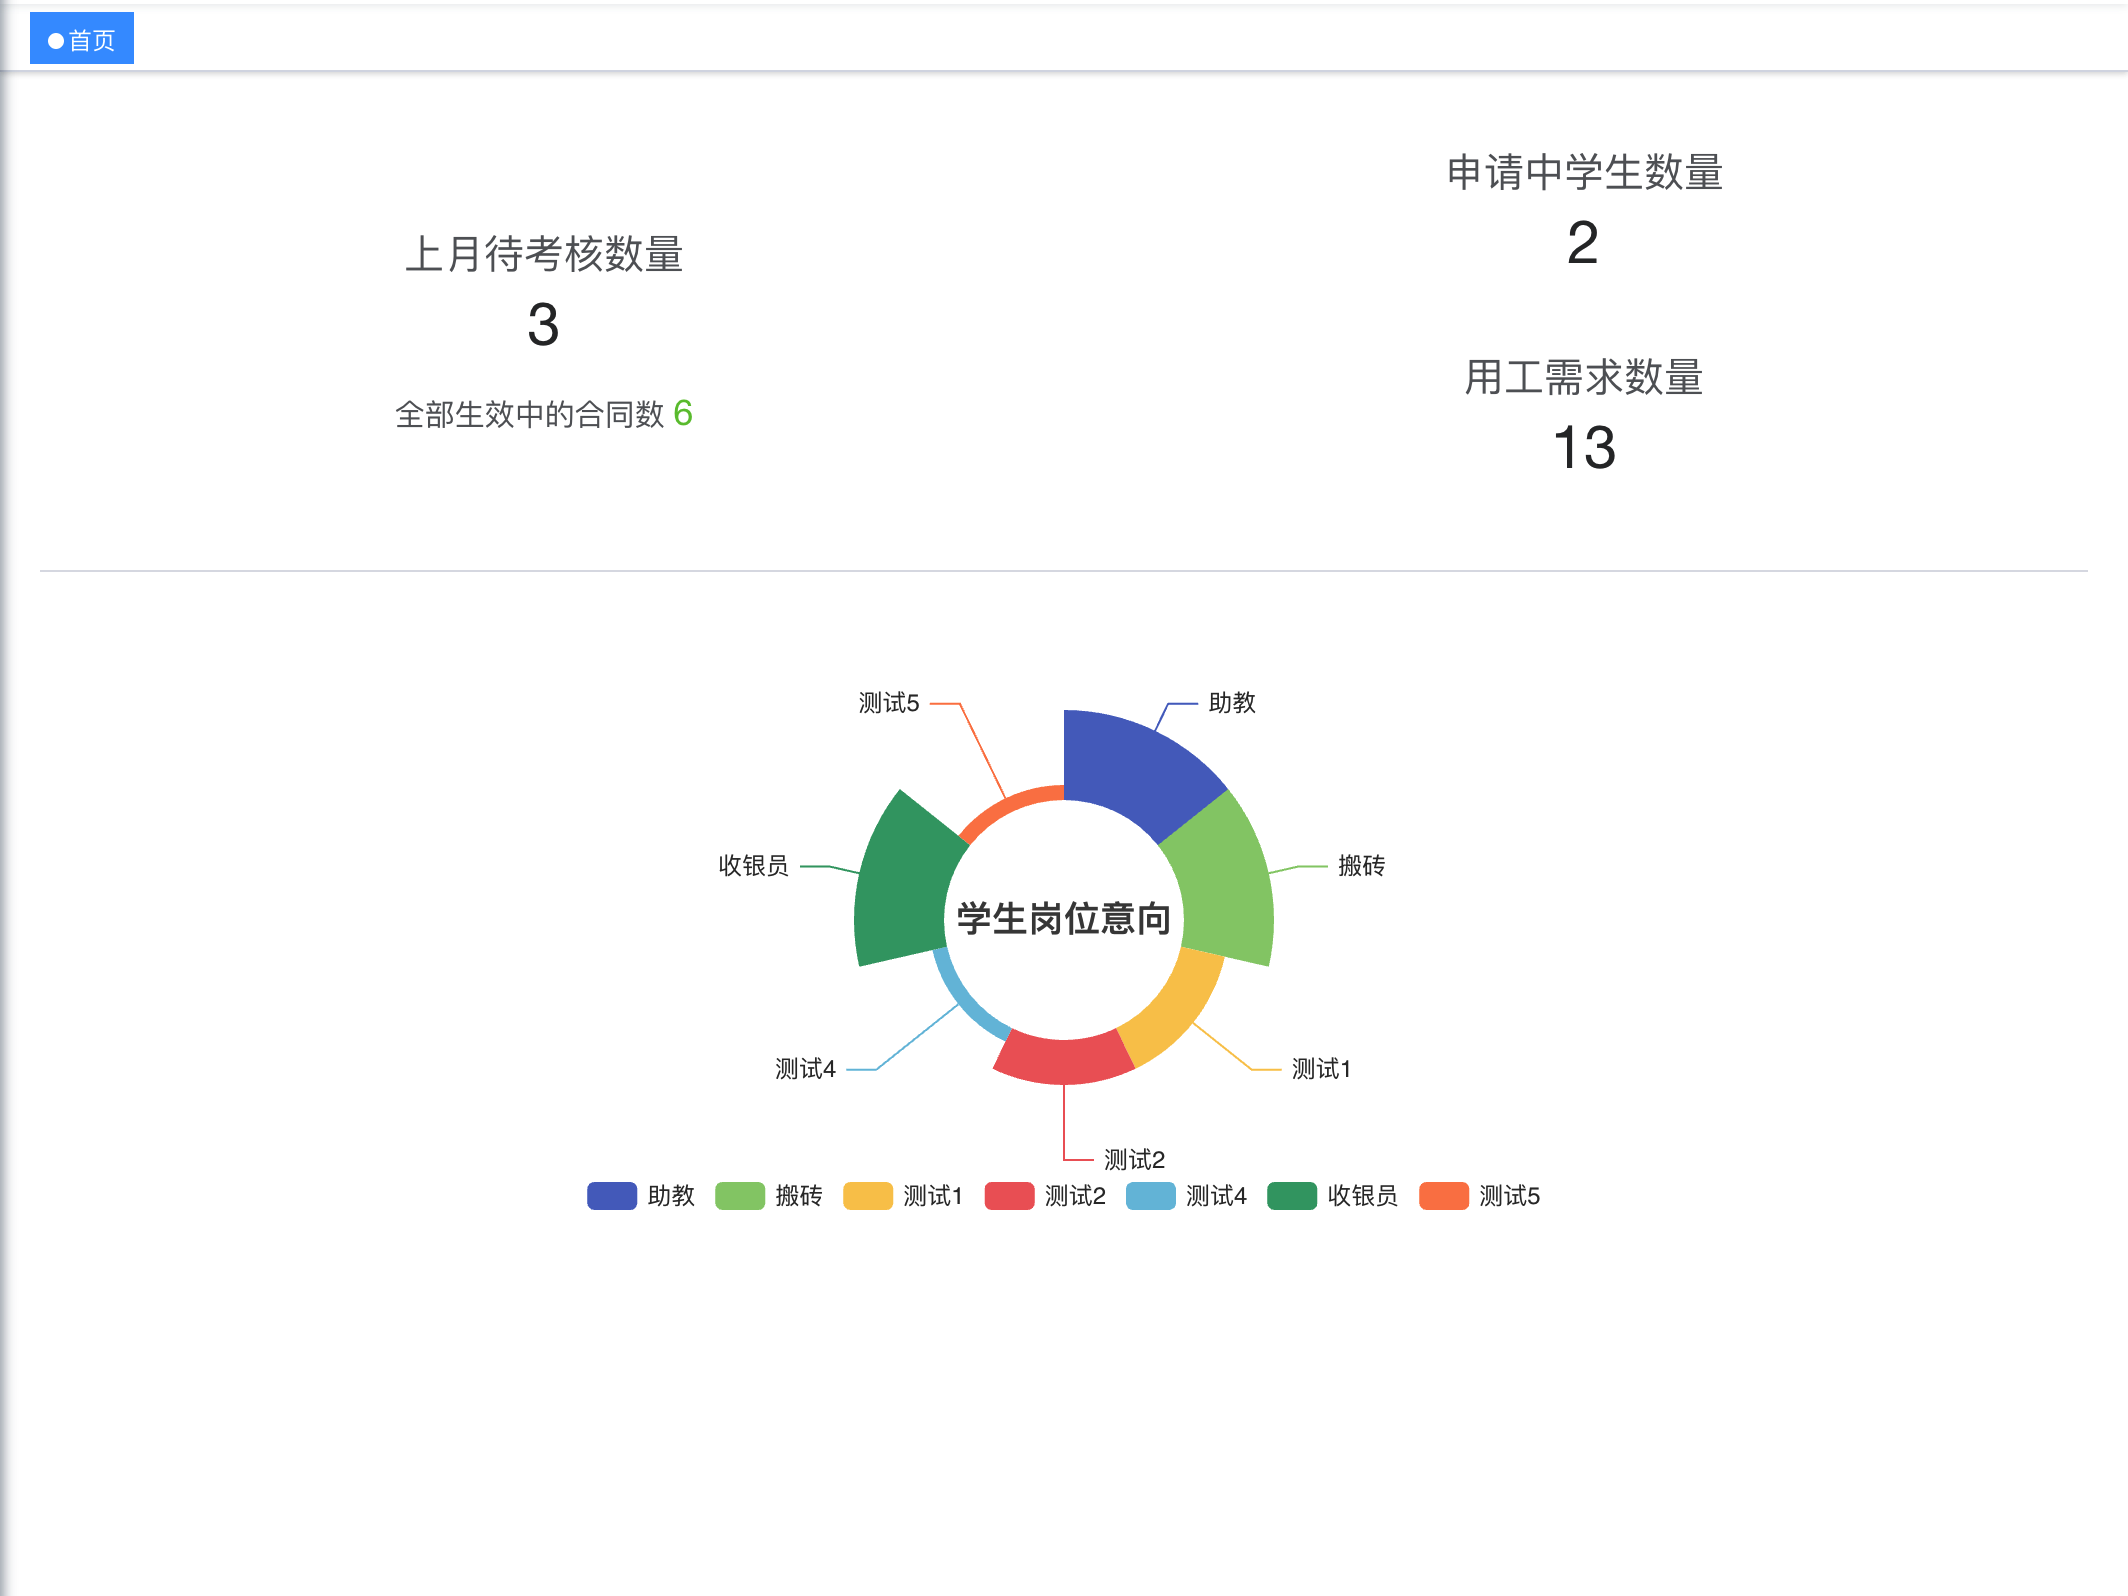 首页
上月待考核数量
3
全部生效中的合同数 6
申请中学生数量
2
用工需求数量
13
测试5
助教
收银员
搬砖
学生岗位意向
测试4
测试1
测试2
助教 搬砖 测试1 测试2 测试4 收银员 测试5